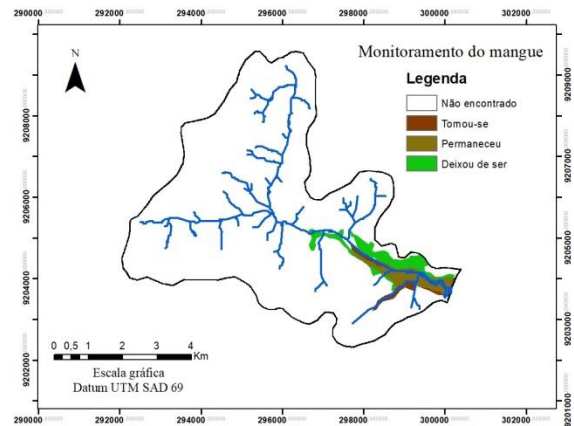 290000 292000 294000 296000 298000 300000 302000
N
Monitoramento do mangue
Legenda
Não encontrado
Tornou-se
Permaneceu
Deixou de ser
9208000
9206000
9204000
9202000
9209000
9207000
9205000
9203000
9201000
0 0,5 1 2 3 4
Km
Escala gráfica
Datum UTM SAD 69
290000 292000 294000 296000 298000 300000 302000